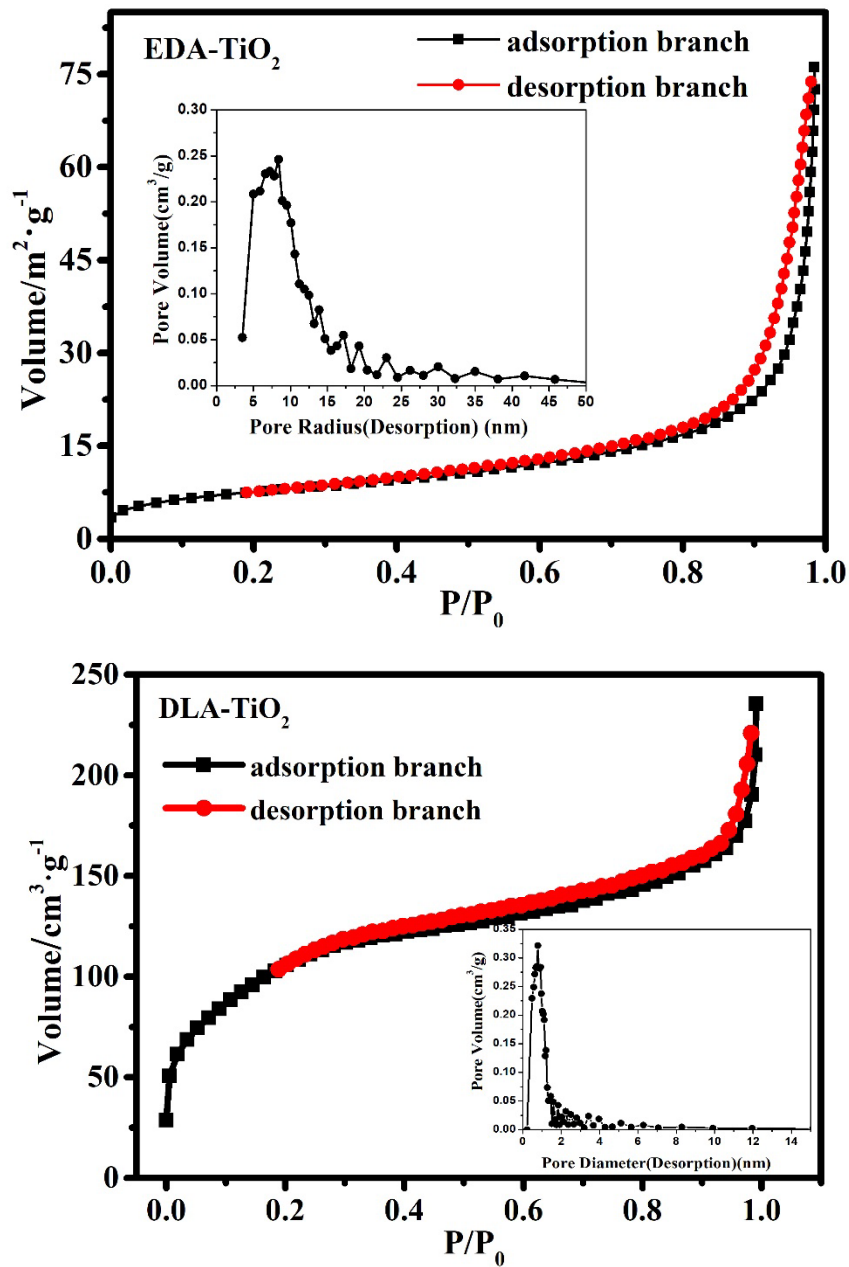 EDA-TiO₂
adsorption branch
desorption branch
Volume/m²·g⁻¹
75
60
45
30
15
0
0.0 0.2 0.4 0.6 0.8 1.0
P/P₀
Pore Volume(cm³/g)
0.30
0.25
0.20
0.15
0.10
0.05
0.00
0 5 10 15 20 25 30 35 40 45 50
Pore Radius(Desorption) (nm)
DLA-TiO₂
adsorption branch
desorption branch
Volume/cm³·g⁻¹
250
200
150
100
50
0
0.0 0.2 0.4 0.6 0.8 1.0
P/P₀
Pore Volume(cm³/g)
0.35
0.30
0.25
0.20
0.15
0.10
0.05
0.00
0 2 4 6 8 10 12 14
Pore Diameter(Desorption)(nm)